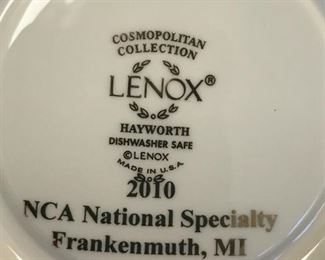 COSMOPOLITAN
COLLECTION
LENOX®
HAYWORTH
DISHWASHER SAFE
©LENOX
MADE IN U.S.A.
2010
NCA National Specialty
Frankenmuth, MI